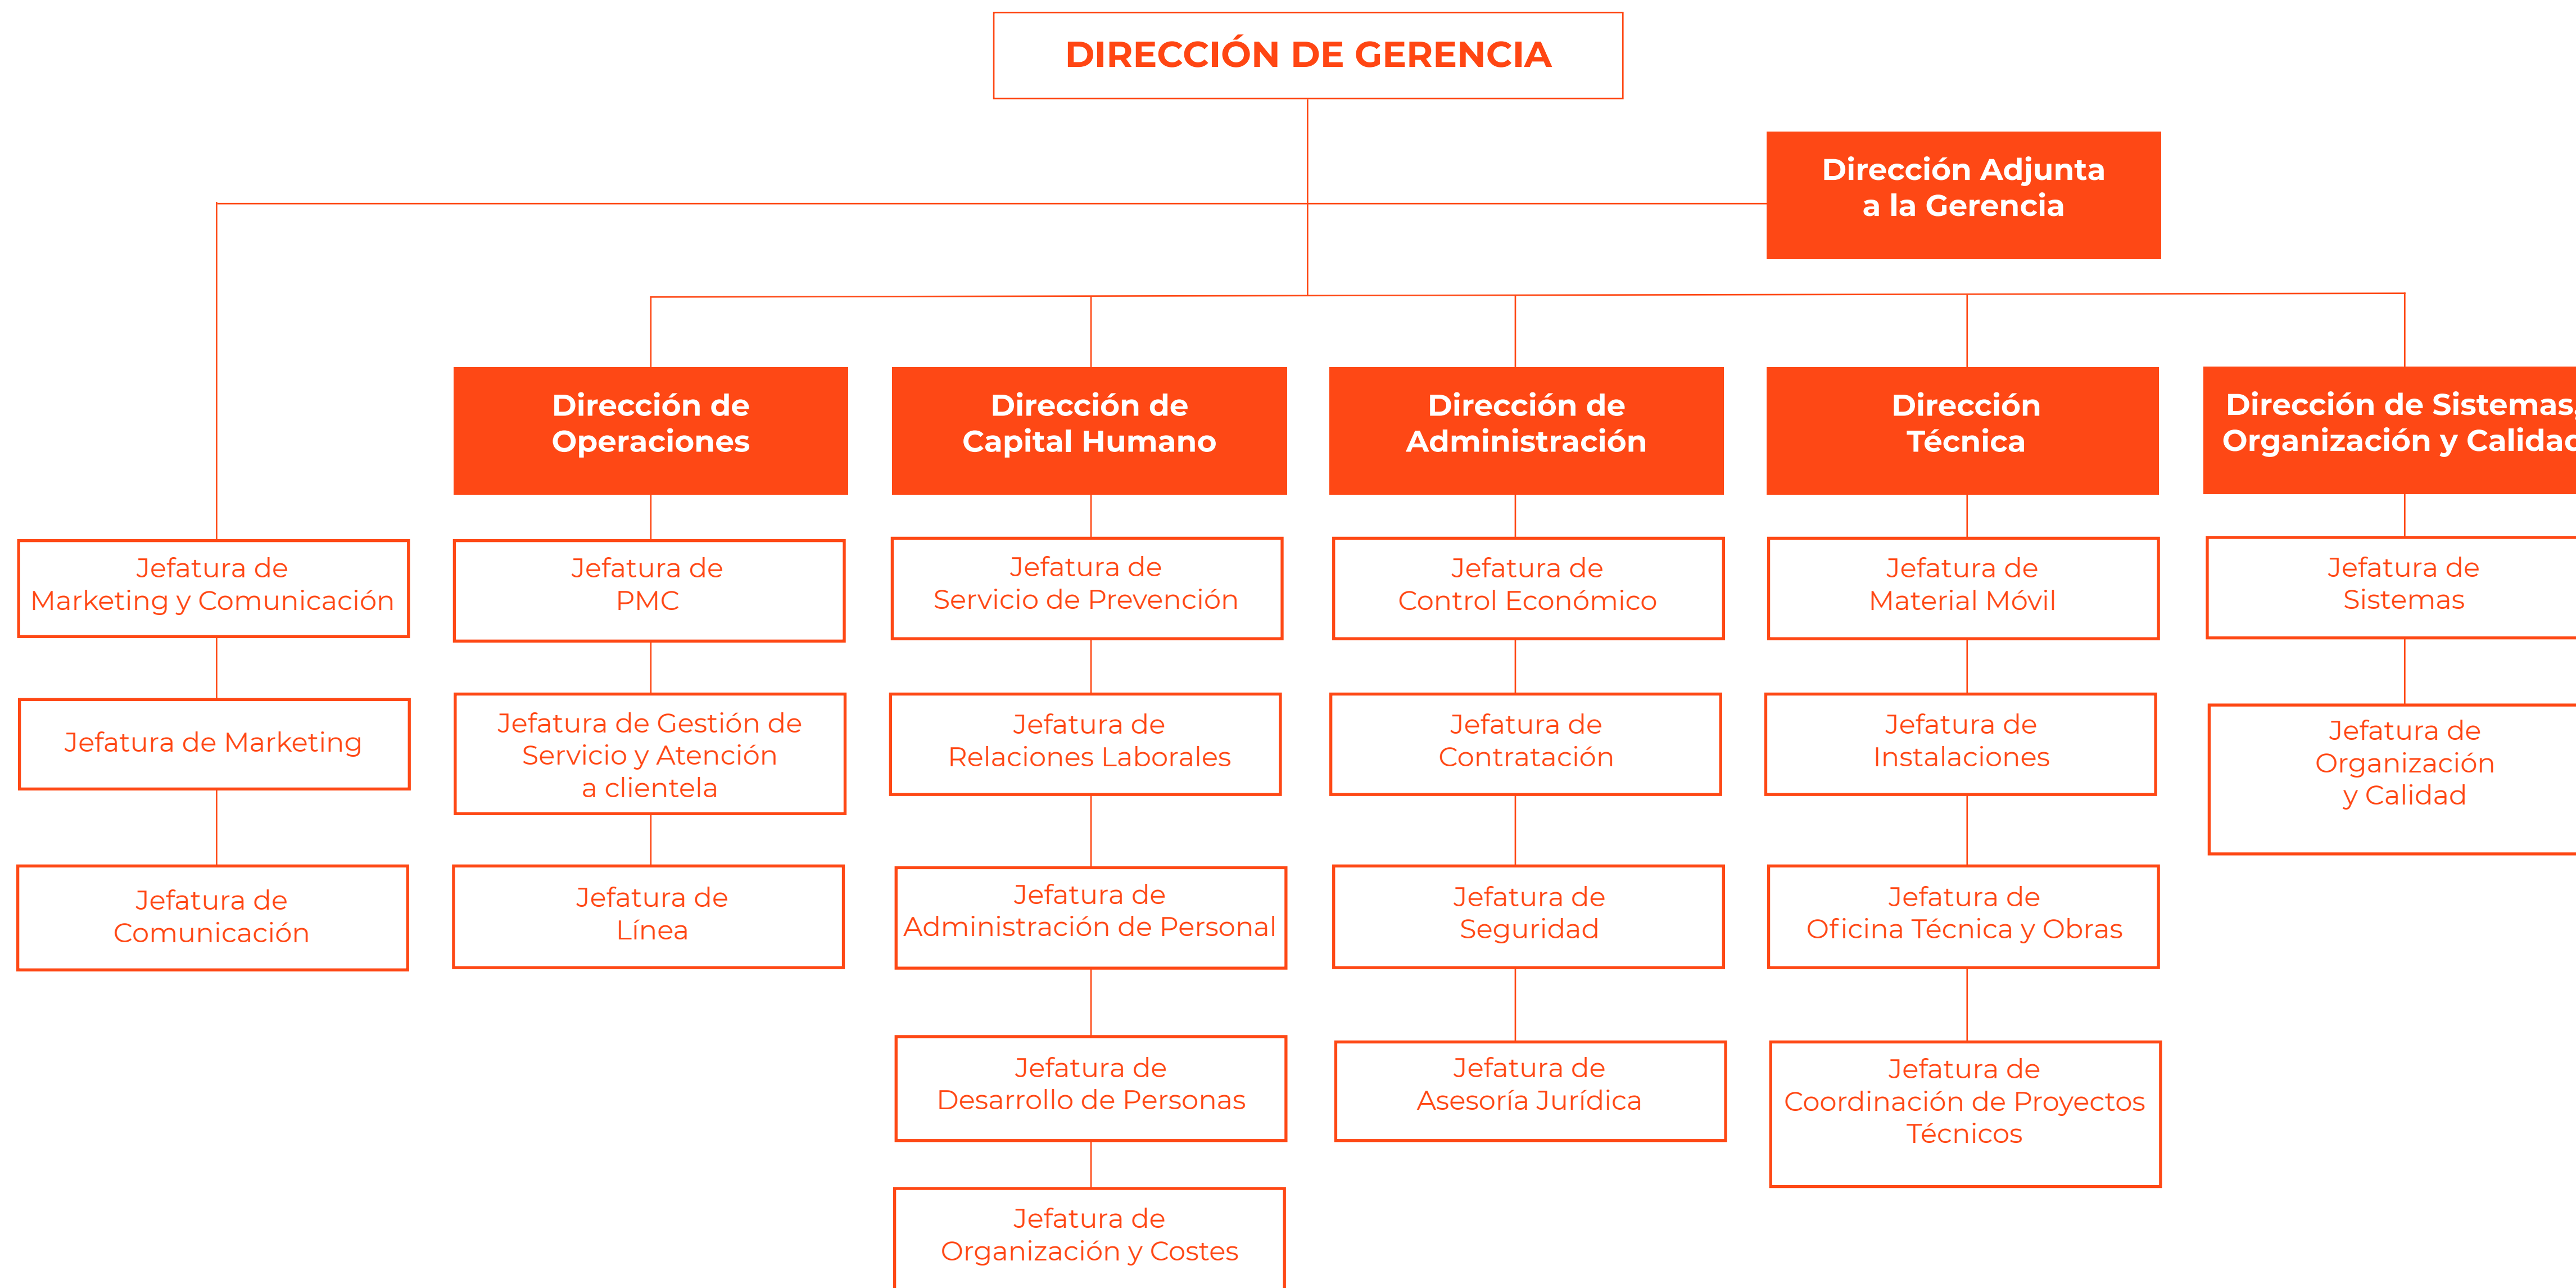 DIRECCIÓN DE GERENCIA
Dirección Adjunta
a la Gerencia
Dirección de
Operaciones
Dirección de
Capital Humano
Dirección de
Administración
Dirección
Técnica
Dirección de Sistemas,
Organización y Calidad
Jefatura de
Marketing y Comunicación
Jefatura de Marketing
Jefatura de
Comunicación
Jefatura de
PMC
Jefatura de Gestión de
Servicio y Atención
a clientela
Jefatura de
Línea
Jefatura de
Servicio de Prevención
Jefatura de
Relaciones Laborales
Jefatura de
Administración de Personal
Jefatura de
Desarrollo de Personas
Jefatura de
Organización y Costes
Jefatura de
Control Económico
Jefatura de
Contratación
Jefatura de
Seguridad
Jefatura de
Asesoría Jurídica
Jefatura de
Material Móvil
Jefatura de
Instalaciones
Jefatura de
Oficina Técnica y Obras
Jefatura de
Coordinación de Proyectos
Técnicos
Jefatura de
Sistemas
Jefatura de
Organización
y Calidad